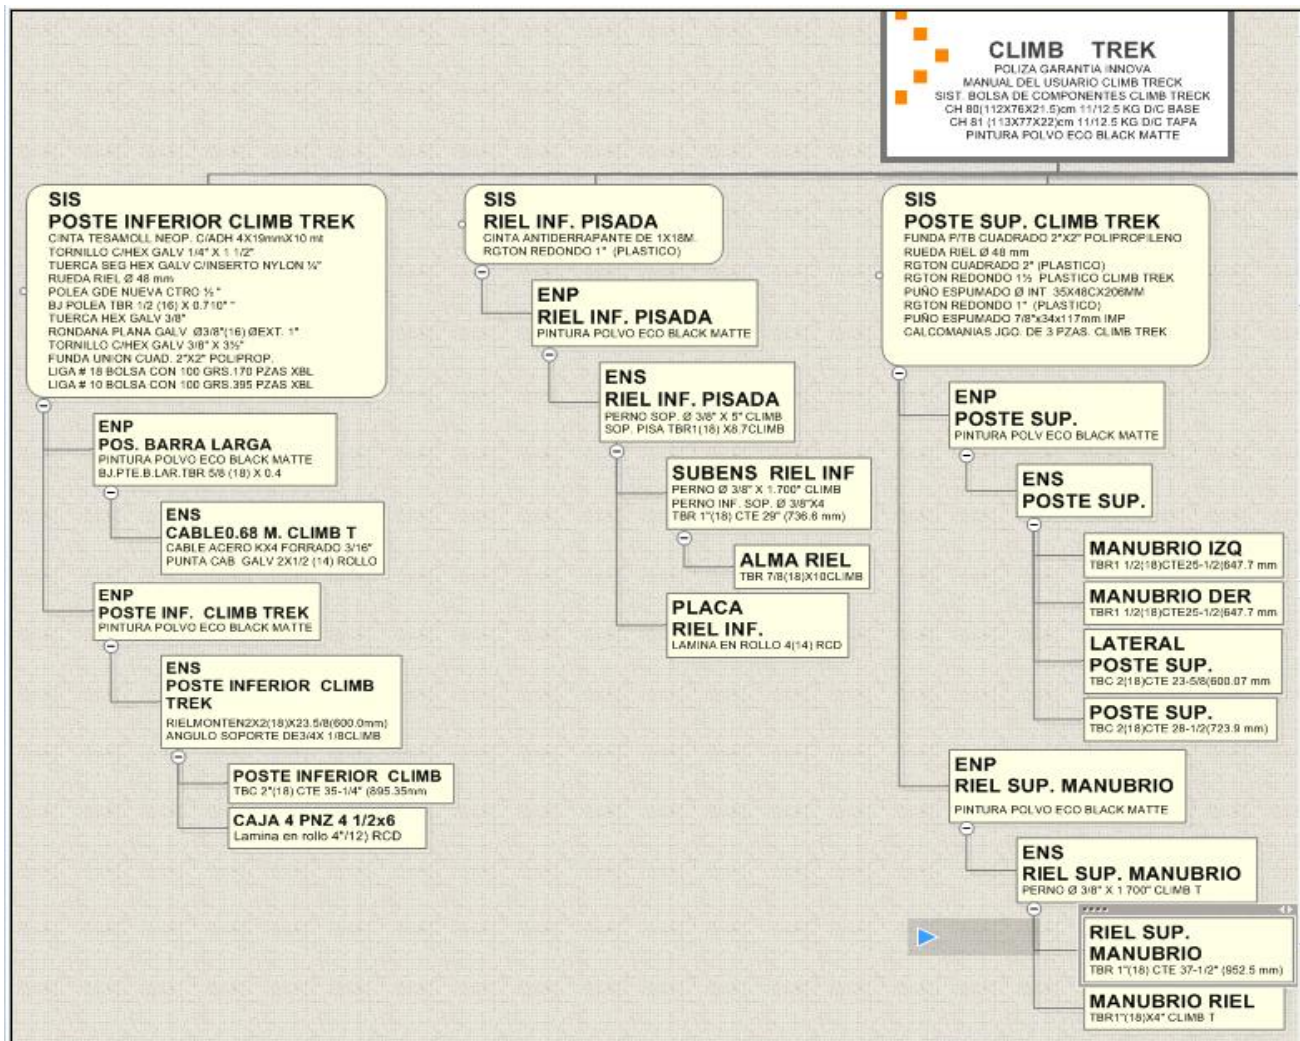 CLIMB TREK
POLIZA GARANTIA INNOVA
MANUAL DEL USUARIO CLIMB TRECK
SIST. BOLSA DE COMPONENTES CLIMB TRECK
CH 80(112X76X21.5)cm 11/12.5 KG D/C BASE
CH 81 (113X77X22)cm 11/12.5 KG D/C TAPA
PINTURA POLVO ECO BLACK MATTE
SIS
POSTE INFERIOR CLIMB TREK
CINTA TESAMOLL NEOP. C/ADH 4X19mmX10 mt
TORNILLO C/HEX GALV 1/4" X 1 1/2"
TUERCA SEG HEX GALV C/INSERTO NYLON ¼"
RUEDA RIEL Ø 48 mm
POLEA GDE NUEVA CTRO ½ "
BJ POLEA TBR 1/2 (16) X 0.710" "
TUERCA HEX GALV 3/8"
RONDANA PLANA GALV Ø3/8"(16) ØEXT. 1"
TORNILLO C/HEX GALV 3/8" X 3½"
FUNDA UNION CUAD. 2"X2" POLIPROP.
LIGA # 18 BOLSA CON 100 GRS.170 PZAS XBL
LIGA # 10 BOLSA CON 100 GRS.395 PZAS XBL
ENP
POS. BARRA LARGA
PINTURA POLVO ECO BLACK MATTE
BJ.PTE.B.LAR.TBR 5/8 (18) X 0.4
ENS
CABLE0.68 M. CLIMB T
CABLE ACERO KX4 FORRADO 3/16"
PUNTA CAB GALV 2X1/2 (14) ROLLO
ENP
POSTE INF. CLIMB TREK
PINTURA POLVO ECO BLACK MATTE
ENS
POSTE INFERIOR CLIMB
TREK
RIELMONTEN2X2(18)X23.5/8(600.0mm)
ANGULO SOPORTE DE3/4X 1/8CLIMB
POSTE INFERIOR CLIMB
TBC 2"(18) CTE 35-1/4" (895.35mm
CAJA 4 PNZ 4 1/2x6
Lamina en rollo 4"/12) RCD
SIS
RIEL INF. PISADA
CINTA ANTIDERRAPANTE DE 1X18M.
RGTON REDONDO 1" (PLASTICO)
ENP
RIEL INF. PISADA
PINTURA POLVO ECO BLACK MATTE
ENS
RIEL INF. PISADA
PERNO SOP. Ø 3/8" X 5" CLIMB
SOP. PISA TBR1(18) X8.7CLIMB
SUBENS RIEL INF
PERNO Ø 3/8" X 1.700" CLIMB
PERNO INF. SOP. Ø 3/8"X4
TBR 1"(18) CTE 29" (736.6 mm)
ALMA RIEL
TBR 7/8(18)X10CLIMB
PLACA
RIEL INF.
LAMINA EN ROLLO 4(14) RCD
SIS
POSTE SUP. CLIMB TREK
FUNDA P/TB CUADRADO 2"X2" POLIPROPILENO
RUEDA RIEL Ø 48 mm
RGTON CUADRADO 2" (PLASTICO)
RGTON REDONDO 1½ PLASTICO CLIMB TREK
PUÑO ESPUMADO Ø INT 35X48CX206MM
RGTON REDONDO 1" (PLASTICO)
PUÑO ESPUMADO 7/8"x34x117mm IMP
CALCOMANIAS JGO. DE 3 PZAS. CLIMB TREK
ENP
POSTE SUP.
PINTURA POLV ECO BLACK MATTE
ENS
POSTE SUP.
MANUBRIO IZQ
TBR1 1/2(18)CTE25-1/2(647.7 mm
MANUBRIO DER
TBR1 1/2(18)CTE25-1/2(647.7 mm
LATERAL
POSTE SUP.
TBC 2(18)CTE 23-5/8(600.07 mm
POSTE SUP.
TBC 2(18)CTE 28-1/2(723.9 mm)
ENP
RIEL SUP. MANUBRIO
PINTURA POLVO ECO BLACK MATTE
ENS
RIEL SUP. MANUBRIO
PERNO Ø 3/8" X 1 700" CLIMB T
RIEL SUP.
MANUBRIO
TBR 1"(18) CTE 37-1/2" (952.5 mm)
MANUBRIO RIEL
TBR1"(18)X4" CLIMB T